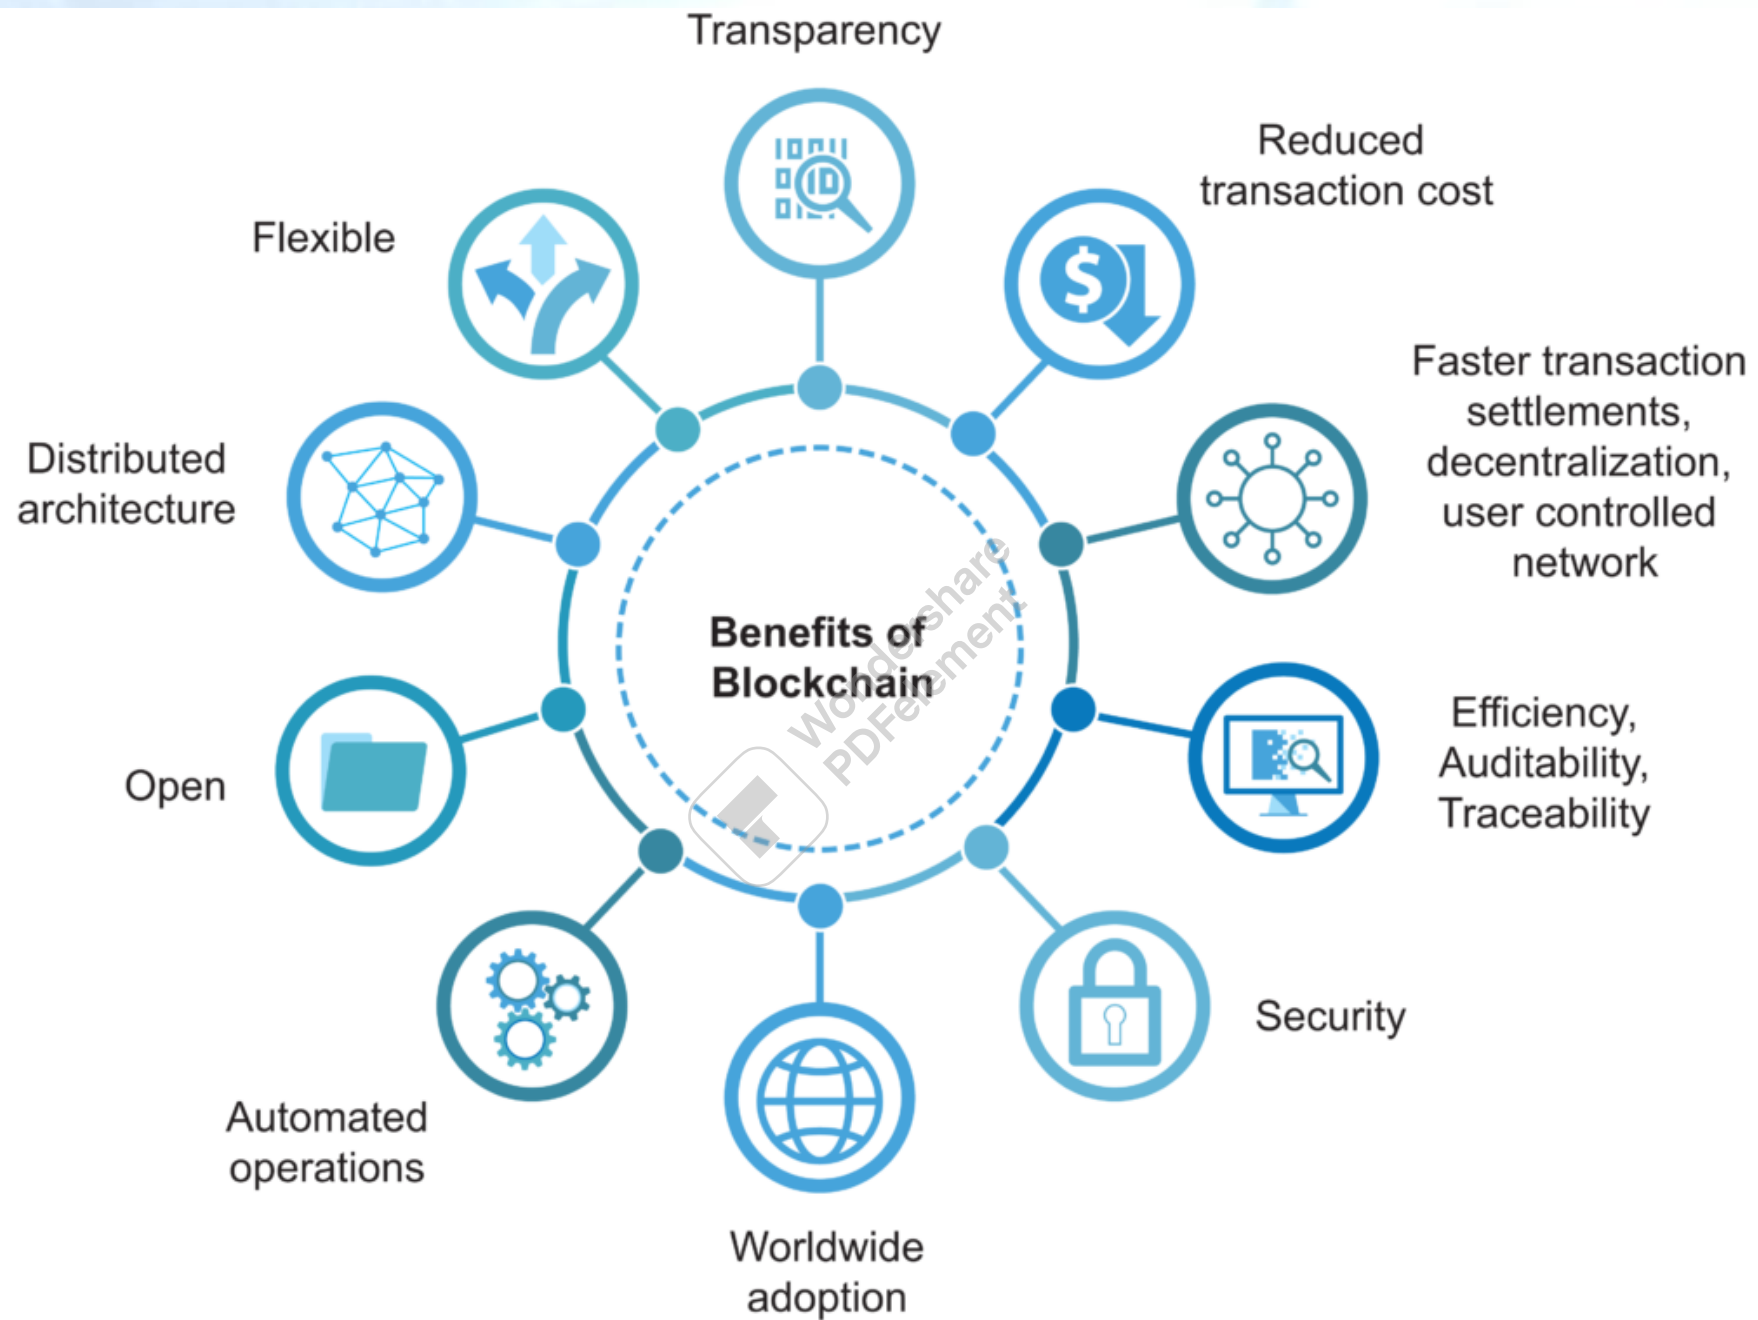 Transparency
Reduced
transaction cost
Flexible
Faster transaction
settlements,
decentralization,
user controlled
network
Distributed
architecture
Benefits of
Blockchain
Wondershare
PDFelement
Efficiency,
Auditability,
Traceability
Open
Security
Automated
operations
Worldwide
adoption